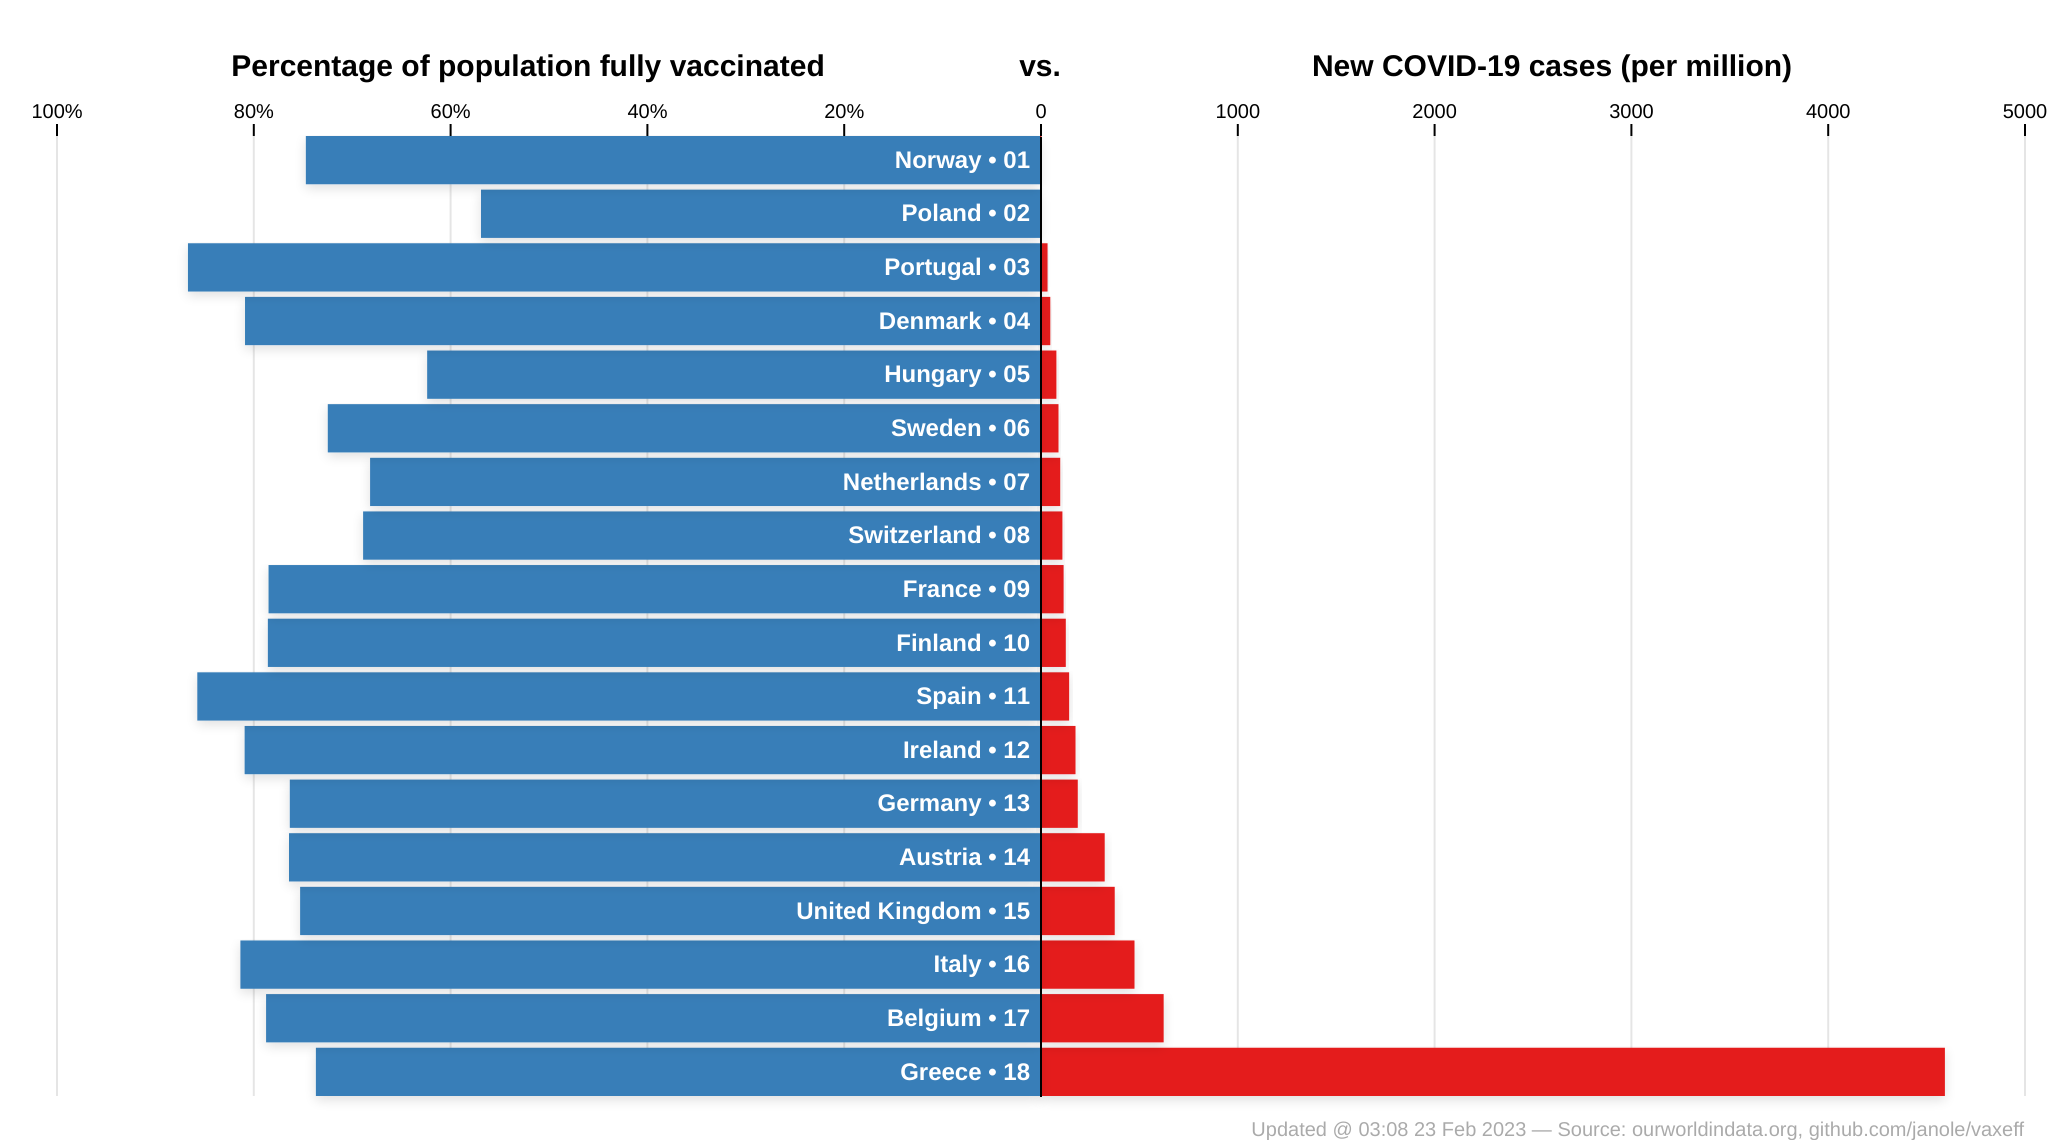 Percentage of population fully vaccinated vs. New COVID-19 cases (per million)
100% 80% 60% 40% 20% 0 1000 2000 3000 4000 5000
Norway • 01
Poland • 02
Portugal • 03
Denmark • 04
Hungary • 05
Sweden • 06
Netherlands • 07
Switzerland • 08
France • 09
Finland • 10
Spain • 11
Ireland • 12
Germany • 13
Austria • 14
United Kingdom • 15
Italy • 16
Belgium • 17
Greece • 18
Updated @ 03:08 23 Feb 2023 — Source: ourworldindata.org, github.com/janole/vaxeff